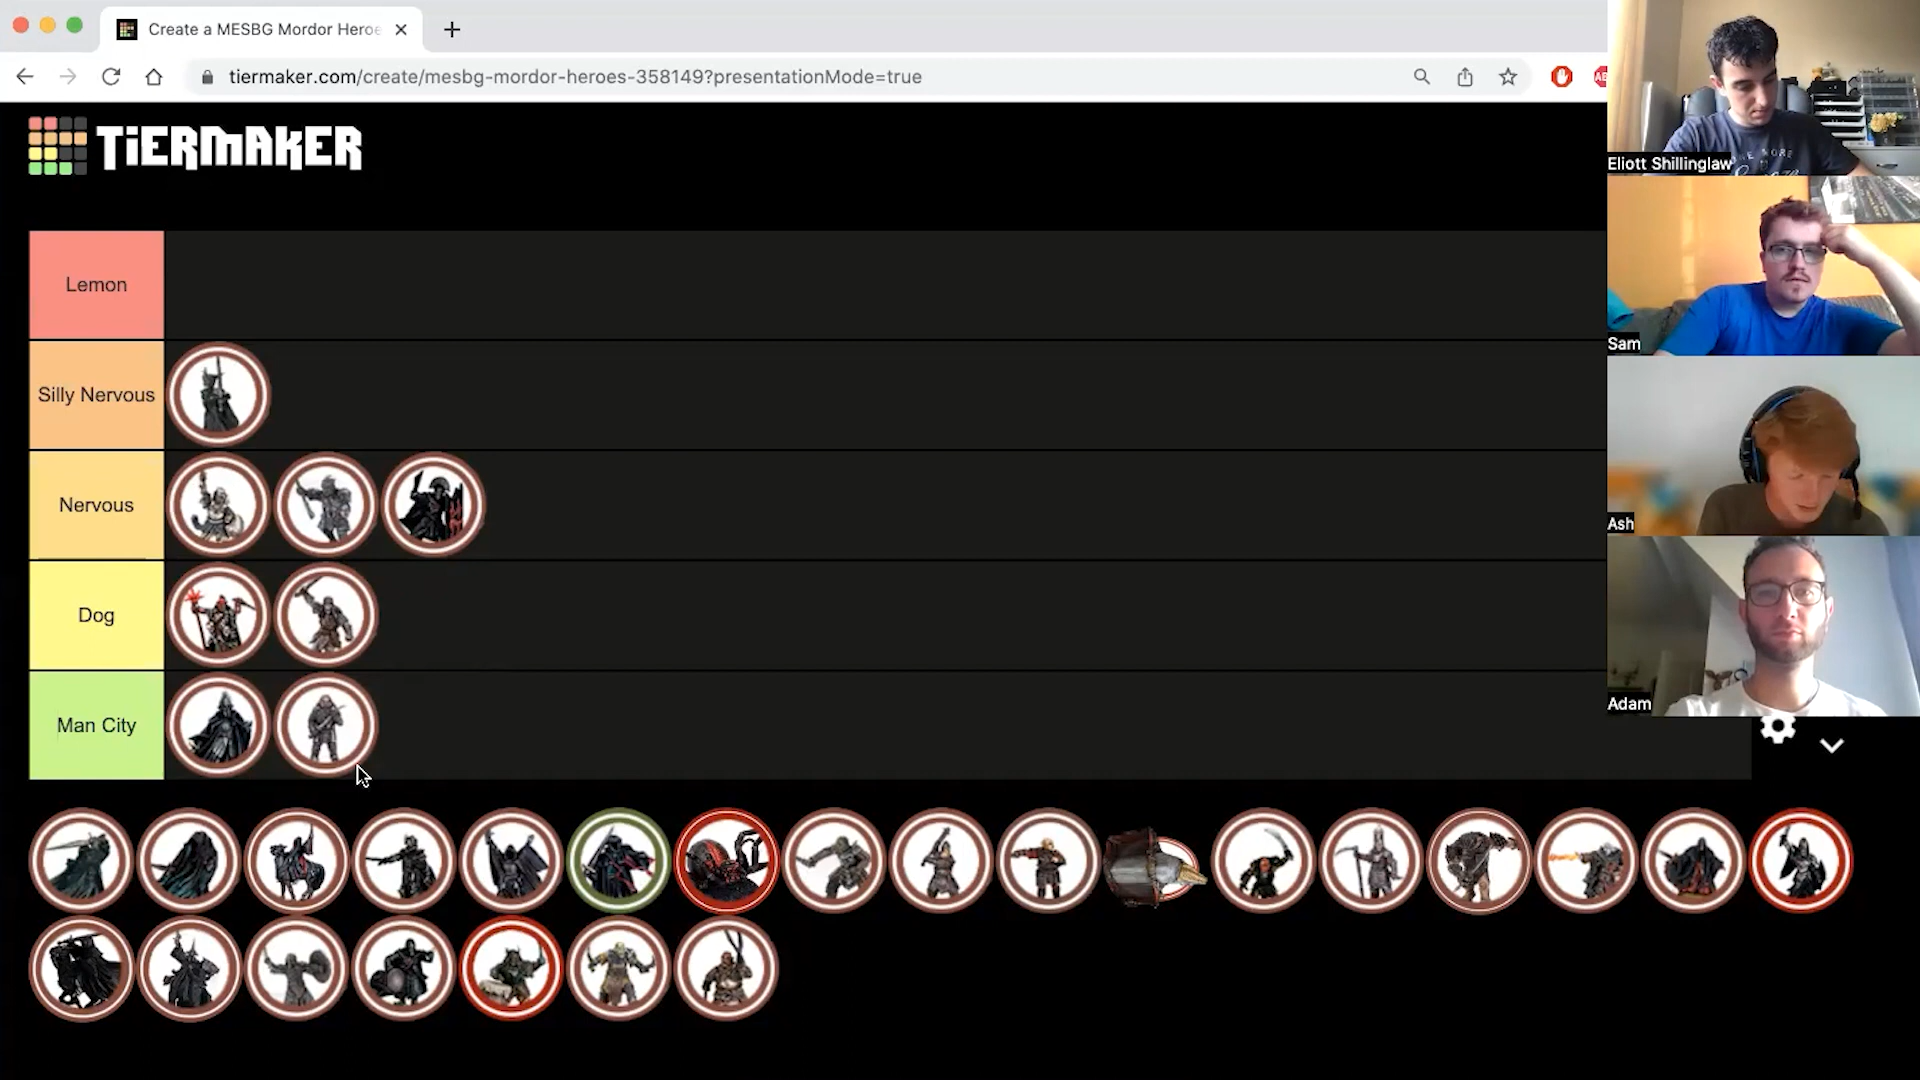 Create a MESBG Mordor Heroe
tiermaker.com/create/mesbg-mordor-heroes-358149?presentationMode=true
TiERMAKER
Lemon
Silly Nervous
Nervous
Dog
Man City
Eliott Shillinglaw
Sam
Ash
Adam